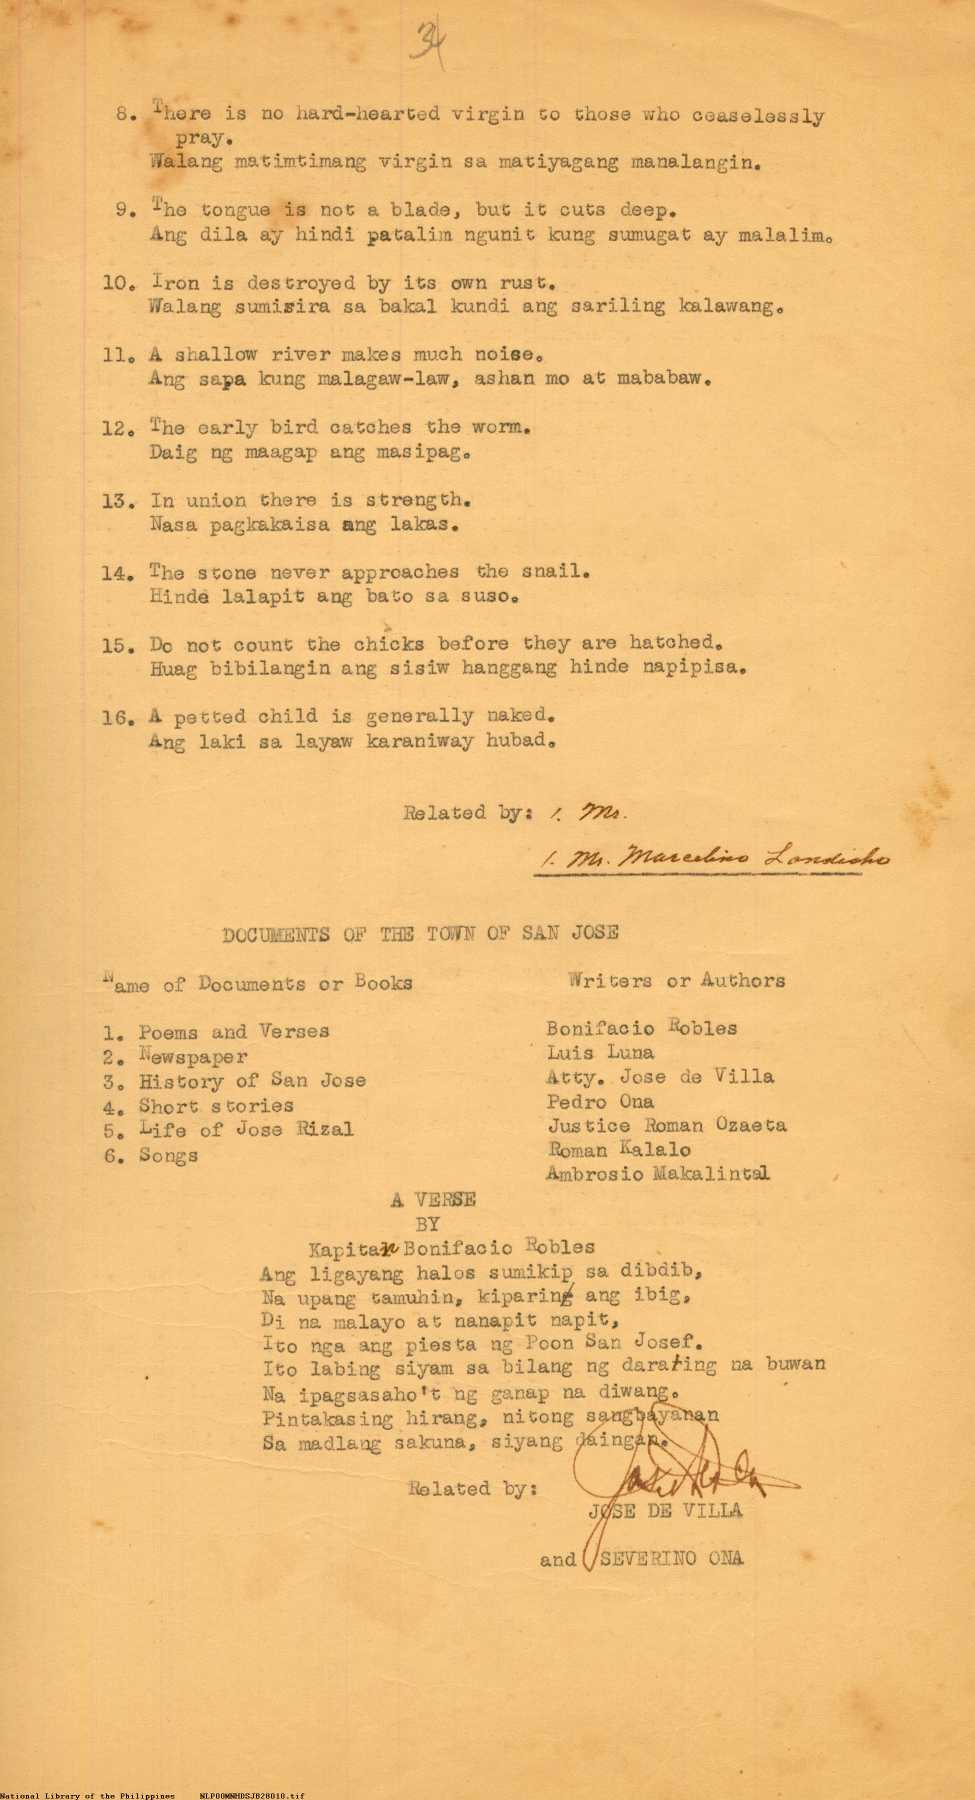 34
8. There is no hard-hearted virgin to those who ceaselessly
pray.
Walang matimtimang virgin sa matiyagang manalangin.
9. The tongue is not a blade, but it cuts deep.
Ang dila ay hindi patalim ngunit kung sumugat ay malalim.
10. Iron is destroyed by its own rust.
Walang sumisira sa bakal kundi ang sariling kalawang.
11. A shallow river makes much noise.
Ang sapa kung malagaw-law, ashan mo at mababaw.
12. The early bird catches the worm.
Daig ng maagap ang masipag.
13. In union there is strength.
Nasa pagkakaisa ang lakas.
14. The stone never approaches the snail.
Hinde lalapit ang bato sa suso.
15. Do not count the chicks before they are hatched.
Huag bibilangin ang sisiw hanggang hinde napipisa.
16. A petted child is generally naked.
Ang laki sa layaw karaniway hubad.
Related by: 1. Mr.
1. Mr. Marcelino Landicho
DOCUMENTS OF THE TOWN OF SAN JOSE
Name of Documents or Books Writers or Authors
1. Poems and Verses Bonifacio Robles
2. Newspaper Luis Luna
3. History of San Jose Atty. Jose de Villa
4. Short stories Pedro Ona
5. Life of Jose Rizal Justice Roman Ozaeta
6. Songs Roman Kalalo
Ambrosio Makalintal
A VERSE
BY
Kapitan Bonifacio Robles
Ang ligayang halos sumikip sa dibdib,
Na upang tamuhin, kiparing ang ibig,
Di na malayo at nanapit napit,
Ito nga ang piesta ng Poon San Josef.
Ito labing siyam sa bilang ng darating na buwan
Na ipagsasaho't ng ganap na diwang.
Pintakasing hirang, nitong sangbayanan
Sa madlang sakuna, siyang daingan.
Related by:
JOSE DE VILLA
and SEVERINO ONA
National Library of the Philippines NLP00MNHDSJB28010.tif